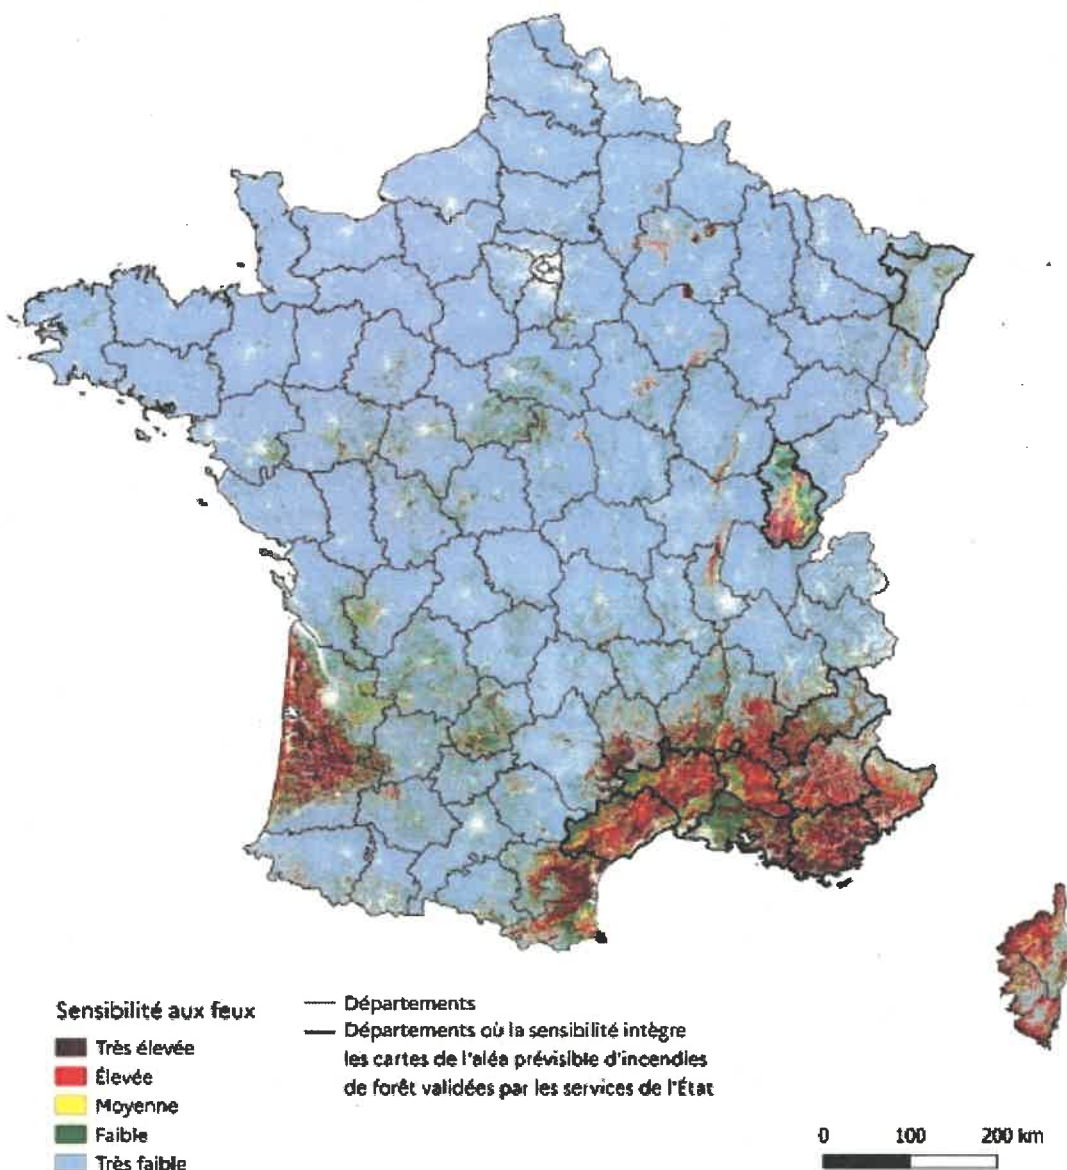 Sensibilité aux feux
Très élevée
Élevée
Moyenne
Faible
Très faible
Départements
Départements où la sensibilité intègre
les cartes de l'aléa prévisible d'incendies
de forêt validées par les services de l'État
0 100 200 km